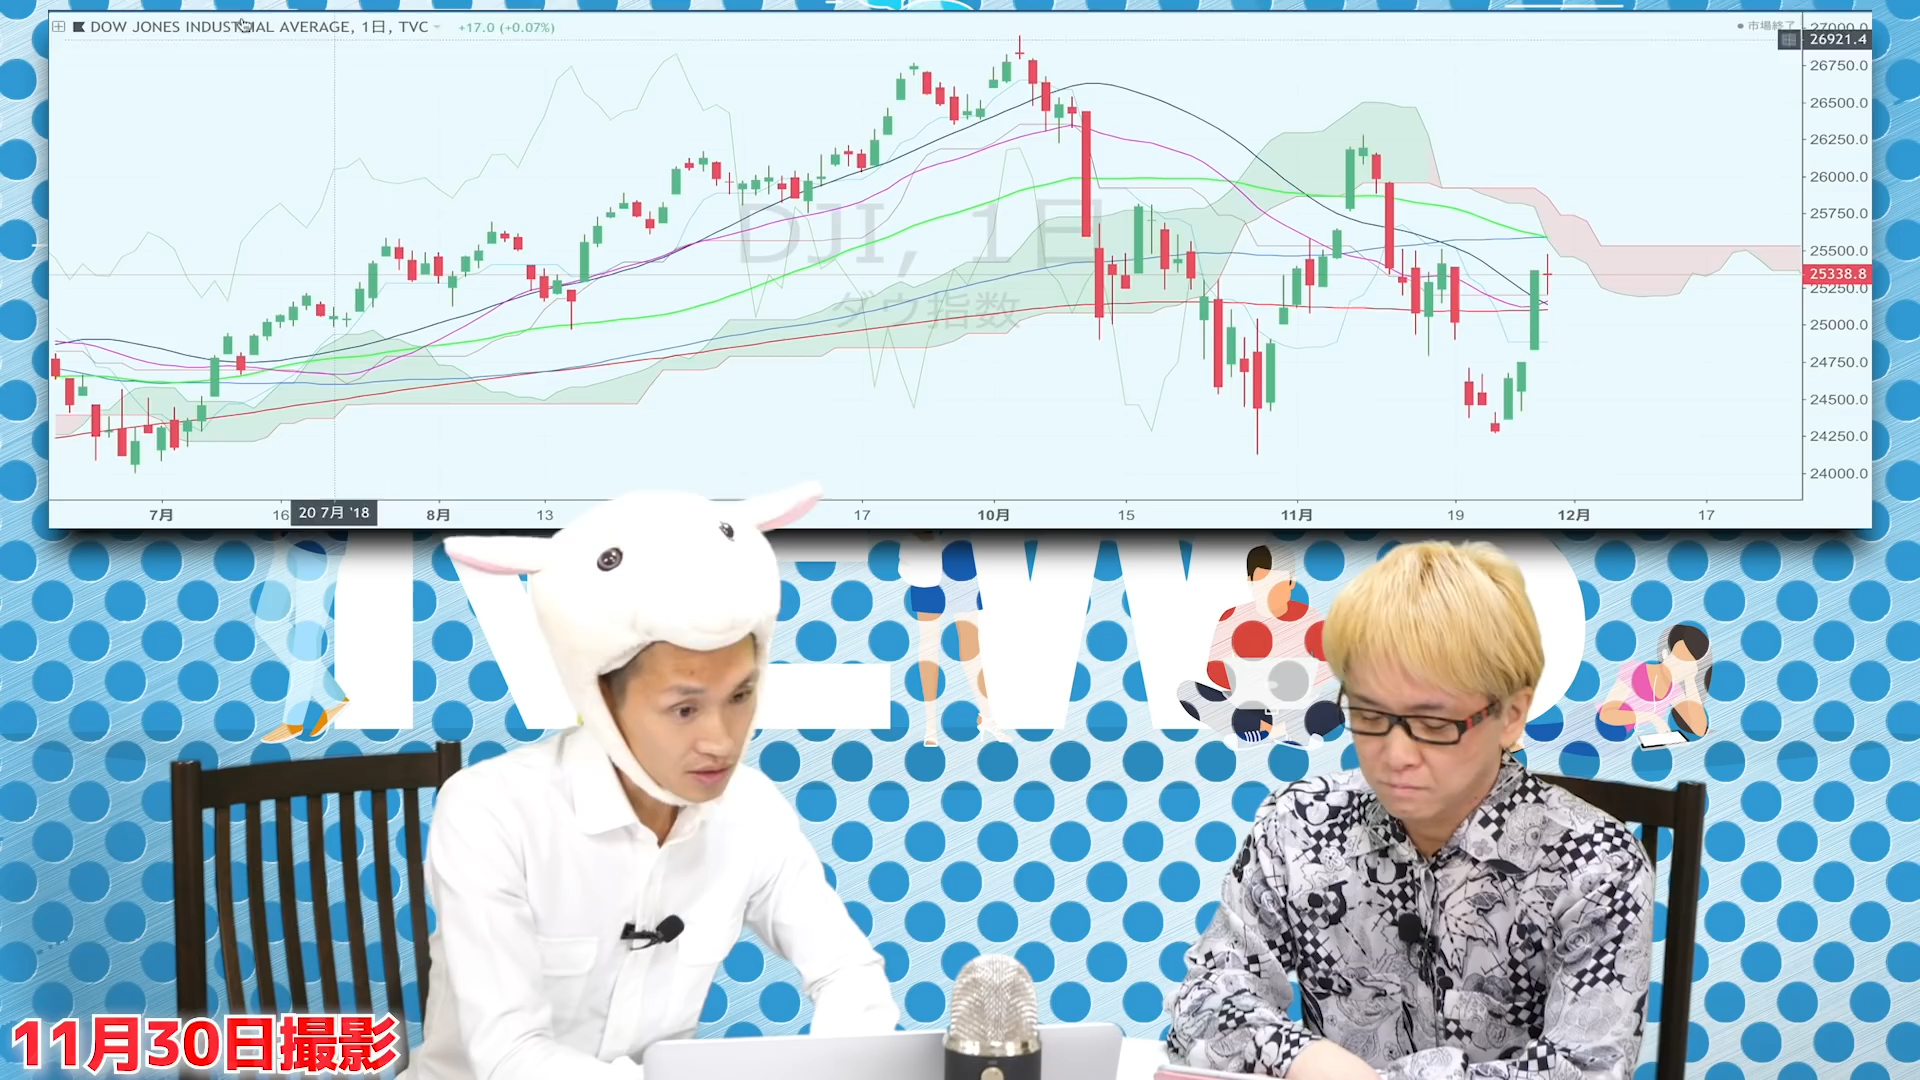 DOW JONES INDUSTRIAL AVERAGE, 1日, TVC +17.0 (+0.07%)
市場終了
27000.0
26921.4
26750.0
26500.0
26250.0
26000.0
25750.0
25500.0
25338.8
25250.0
25000.0
24750.0
24500.0
24250.0
24000.0
DJI, 1日
ダウ指数
7月 16 20 7月 '18 8月 13 17 10月 15 11月 19 12月 17
NEWS
11月30日撮影